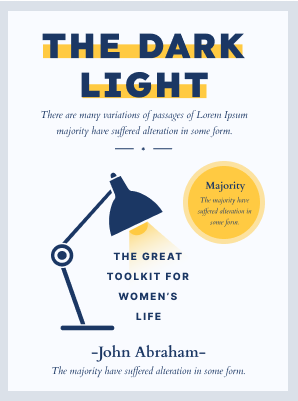 THE DARK
LIGHT
There are many variations of passages of Lorem Ipsum
majority have suffered alteration in some form.
Majority
The majority have
suffered alteration in
some form.
THE GREAT
TOOLKIT FOR
WOMEN'S
LIFE
-John Abraham-
The majority have suffered alteration in some form.